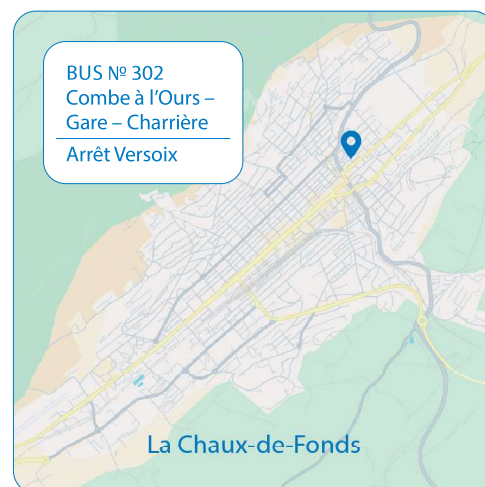 BUS № 302
Combe à l’Ours –
Gare – Charrière
Arrêt Versoix
La Chaux-de-Fonds